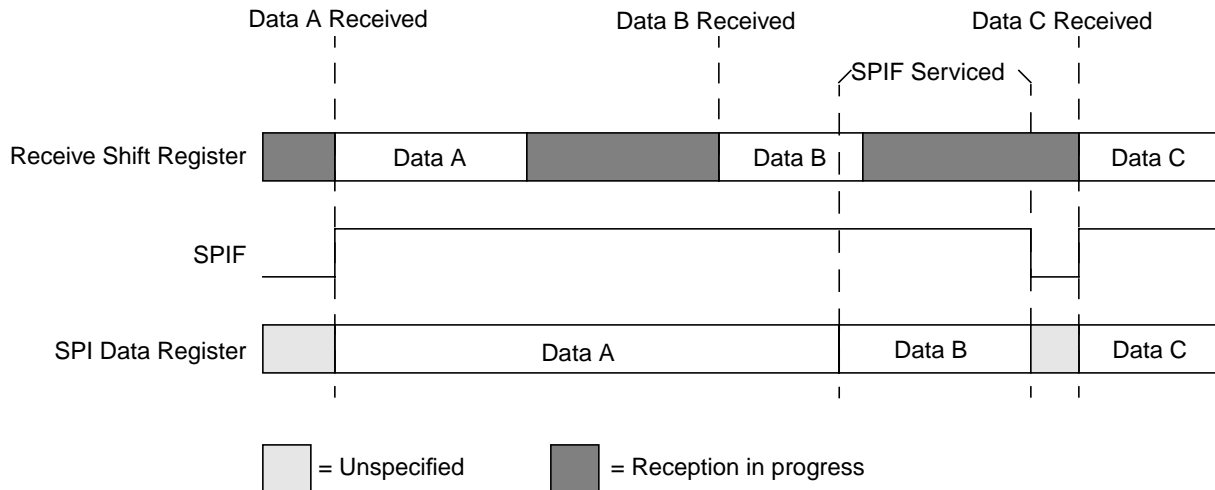 Data A Received
Data B Received
Data C Received
SPIF Serviced
Receive Shift Register
Data A
Data B
Data C
SPIF
SPI Data Register
Data A
Data B
Data C
= Unspecified
= Reception in progress